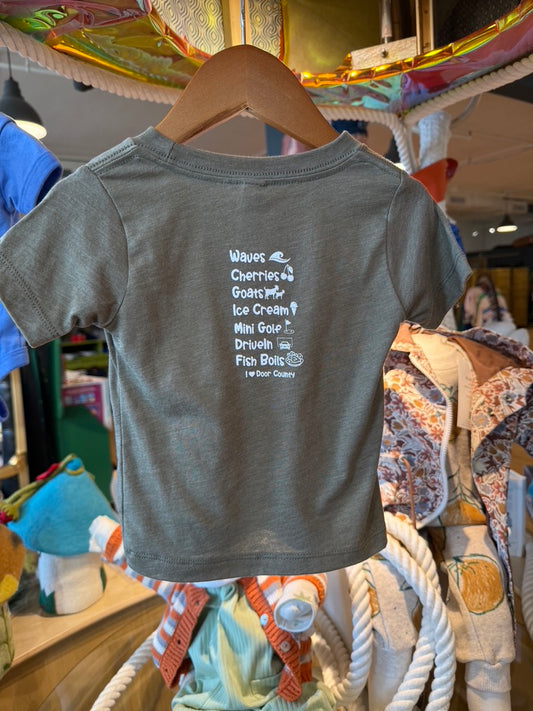 Waves
Cherries
Goats
Ice Cream
Mini Golf
DriveIn
Fish Boils
I ♥ Door County